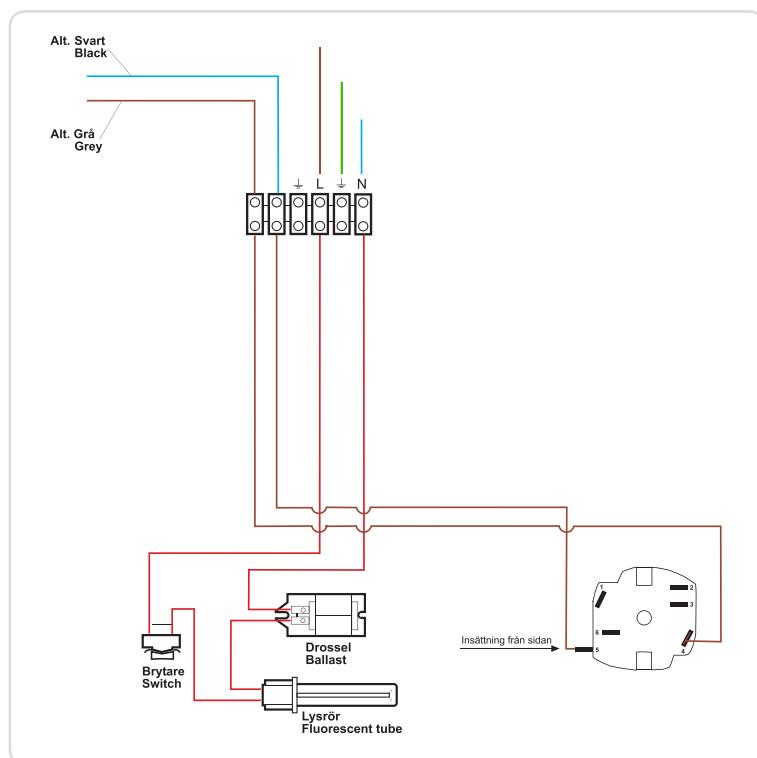 Alt. Svart
Black
Alt. Grå
Grey
L
N
1
2
3
6
5
4
Insättning från sidan
Drossel
Ballast
Brytare
Switch
Lysrör
Fluorescent tube